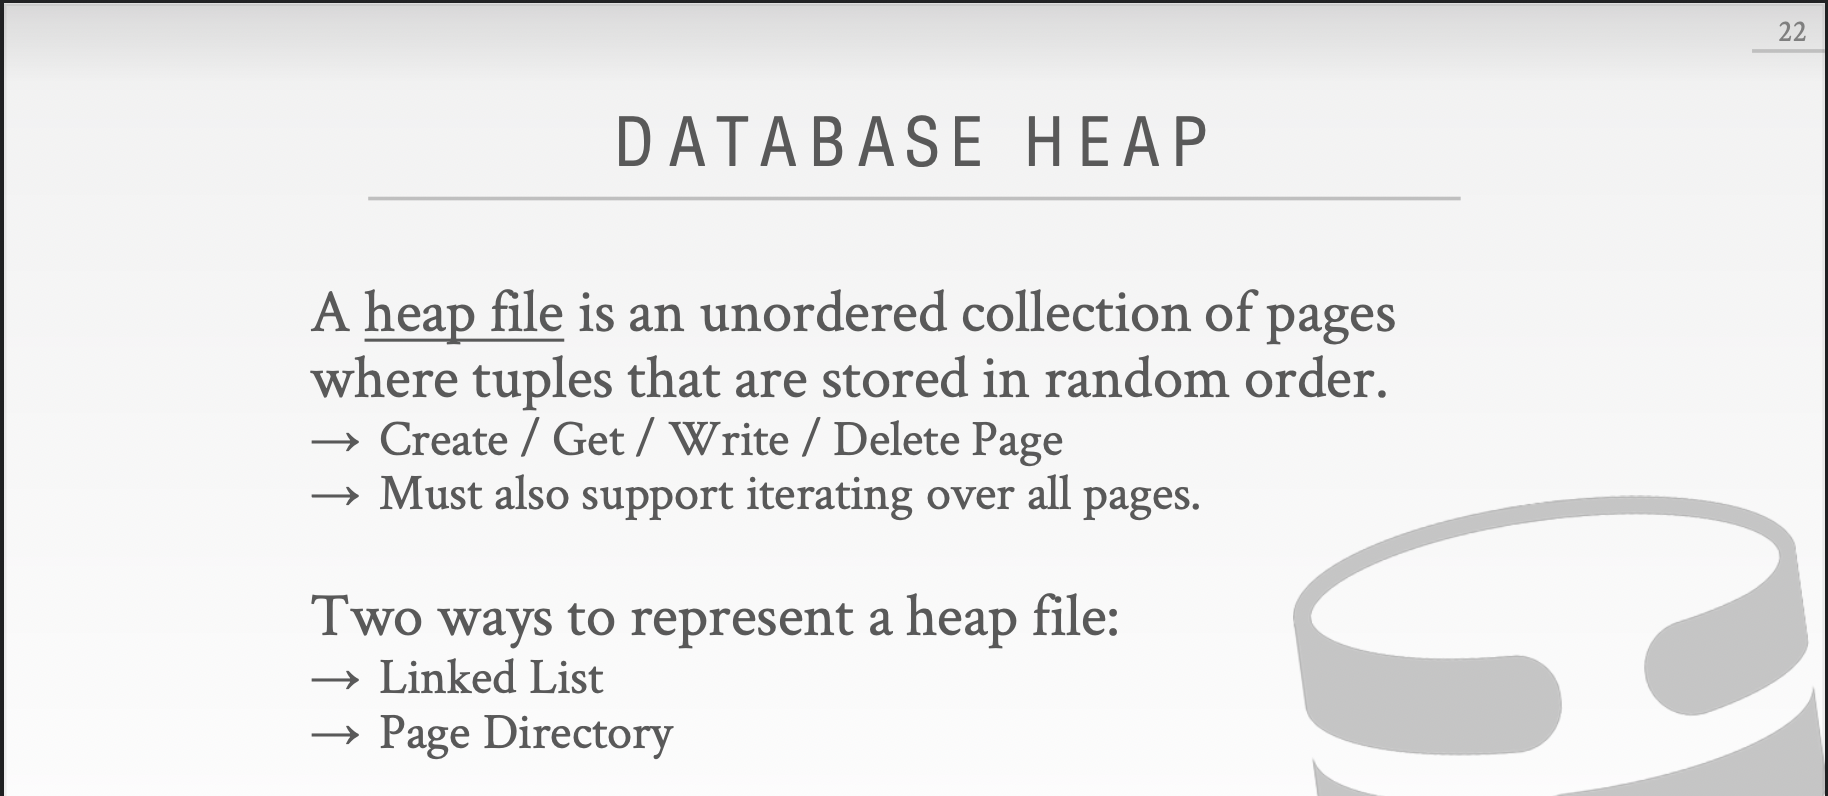 22
DATABASE HEAP
A heap file is an unordered collection of pages
where tuples that are stored in random order.
→ Create / Get / Write / Delete Page
→ Must also support iterating over all pages.
Two ways to represent a heap file:
→ Linked List
→ Page Directory